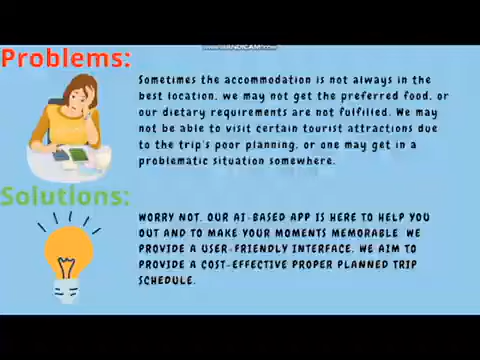 Problems:
Sometimes the accommodation is not always in the
best location, we may not get the preferred food, or
our dietary requirements are not fulfilled. We may
not be able to visit certain tourist attractions due
to the trip's poor planning, or one may get in a
problematic situation somewhere.
Solutions:
WORRY NOT. OUR AI-BASED APP IS HERE TO HELP YOU
OUT AND TO MAKE YOUR MOMENTS MEMORABLE. WE
PROVIDE A USER-FRIENDLY INTERFACE. WE AIM TO
PROVIDE A COST-EFFECTIVE PROPER PLANNED TRIP
SCHEDULE.